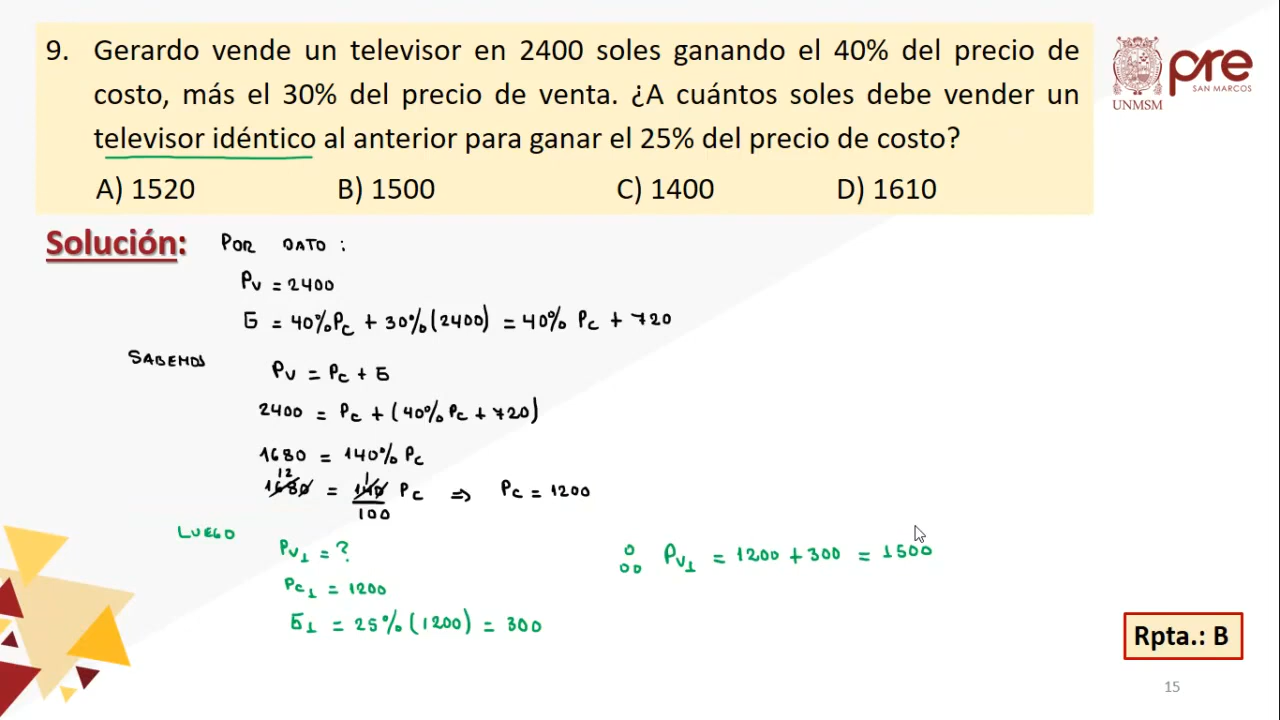 9. Gerardo vende un televisor en 2400 soles ganando el 40% del precio de
costo, más el 30% del precio de venta. ¿A cuántos soles debe vender un
televisor idéntico al anterior para ganar el 25% del precio de costo?
A) 1520 B) 1500 C) 1400 D) 1610
UNMSM
pre
SAN MARCOS
Solución: POR DATO :
Pv = 2400
G = 40% Pc + 30% (2400) = 40% Pc + 720
SABEMOS
Pv = Pc + G
2400 = Pc + (40% Pc + 720)
1680 = 140% Pc
12 1
1680 = 140 Pc ⇒ Pc = 1200
100
LUEGO
Pv1 = ?
Pc1 = 1200
G1 = 25% (1200) = 300
Pv1 = 1200 + 300 = 1500
Rpta.: B
15